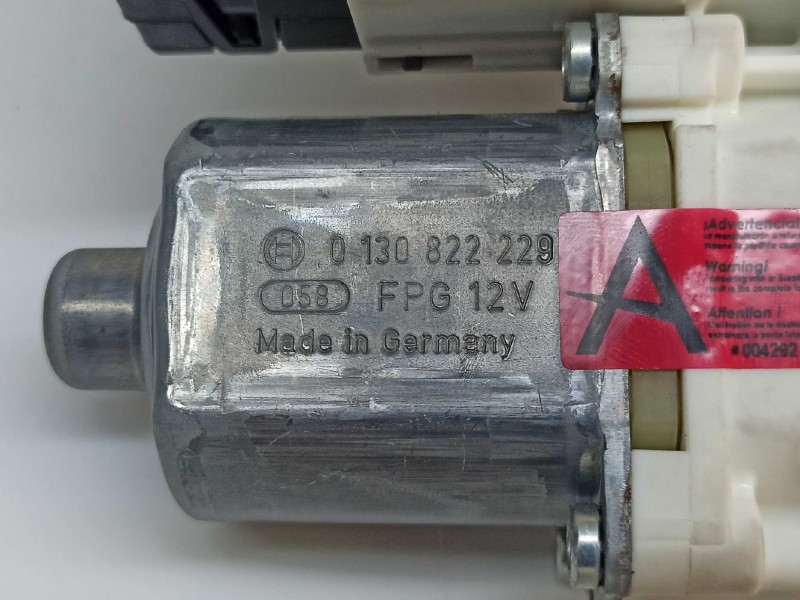 0 130 822 229
058 FPG 12V
Made in Germany
A
¡Advertencia
Warning!
Attention !
#004292